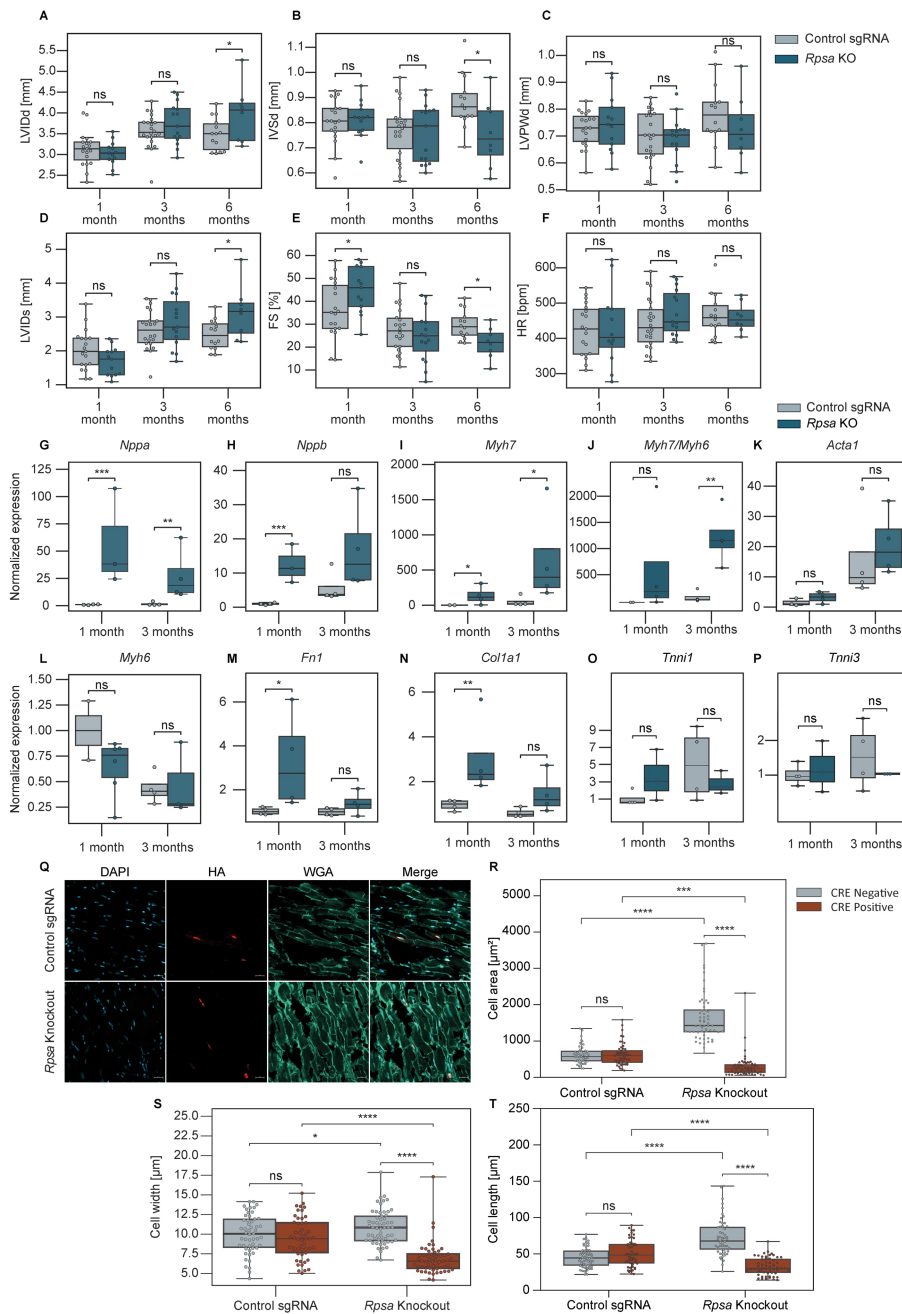 A
B
C
Control sgRNA
Rpsa KO
LVIDd [mm]
5.5
5.0
4.5
4.0
3.5
3.0
2.5
ns
ns
*
1 month
3 months
6 months
IVSd [mm]
1.1
1.0
0.9
0.8
0.7
0.6
ns
ns
*
1 month
3 months
6 months
LVPWd [mm]
1.1
1.0
0.9
0.8
0.7
0.6
0.5
ns
ns
ns
1 month
3 months
6 months
D
E
F
LVIDs [mm]
5
4
3
2
1
ns
ns
*
1 month
3 months
6 months
FS [%]
60
50
40
30
20
10
*
ns
*
1 month
3 months
6 months
HR [bpm]
600
500
400
300
ns
ns
ns
1 month
3 months
6 months
Control sgRNA
Rpsa KO
G
Nppa
Normalized expression
125
100
75
50
25
0
***
**
1 month
3 months
H
Nppb
40
30
20
10
0
***
ns
1 month
3 months
I
Myh7
2000
1500
1000
500
0
*
*
1 month
3 months
J
Myh7/Myh6
2000
1500
1000
500
ns
**
1 month
3 months
K
Acta1
40
30
20
10
0
ns
ns
1 month
3 months
L
Myh6
Normalized expression
1.50
1.25
1.00
0.75
0.50
0.25
ns
ns
1 month
3 months
M
Fn1
6
4
2
*
ns
1 month
3 months
N
Col1a1
6
4
2
**
ns
1 month
3 months
O
Tnni1
9
7
5
3
1
ns
ns
1 month
3 months
P
Tnni3
2
1
ns
ns
1 month
3 months
Q
DAPI
HA
WGA
Merge
Control sgRNA
Rpsa Knockout
R
CRE Negative
CRE Positive
Cell area [µm²]
5000
4000
3000
2000
1000
0
***
****
****
ns
Control sgRNA
Rpsa Knockout
S
Cell width [µm]
25.0
22.5
20.0
17.5
15.0
12.5
10.0
7.5
5.0
****
*
****
ns
Control sgRNA
Rpsa Knockout
T
Cell length [µm]
250
200
150
100
50
0
****
****
****
ns
Control sgRNA
Rpsa Knockout